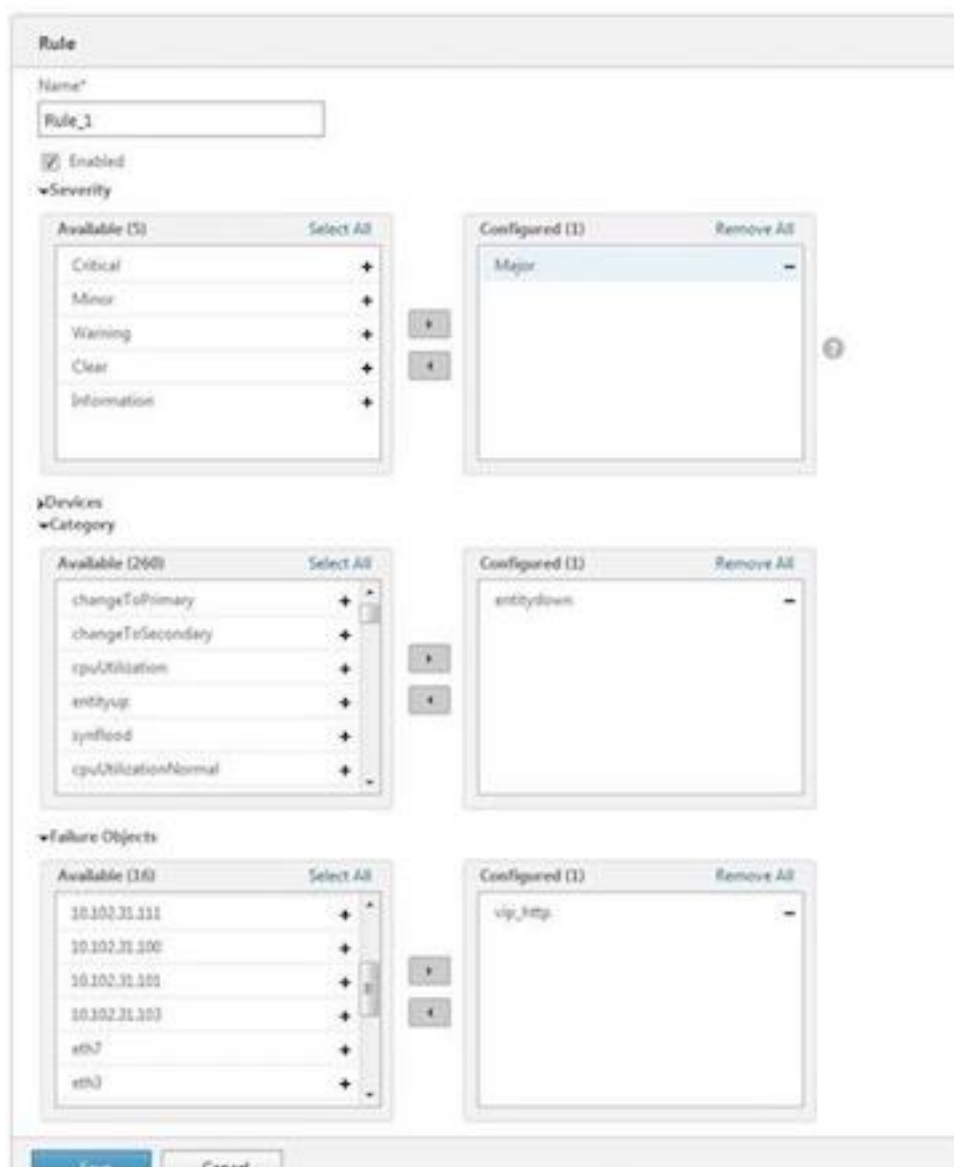 Rule
Name*
Rule_1
Enabled
Severity
Available (5) Select All
Configured (1) Remove All
Critical
Minor
Warning
Clear
Information
Major
?
Devices
Category
Available (260) Select All
Configured (1) Remove All
changeToPrimary
changeToSecondary
cpuUtilization
entityup
synflood
cpuUtilizationNormal
entitydown
Failure Objects
Available (16) Select All
Configured (1) Remove All
10.102.31.111
10.102.31.100
10.102.31.101
10.102.31.103
eth3
vip_http
Cancel